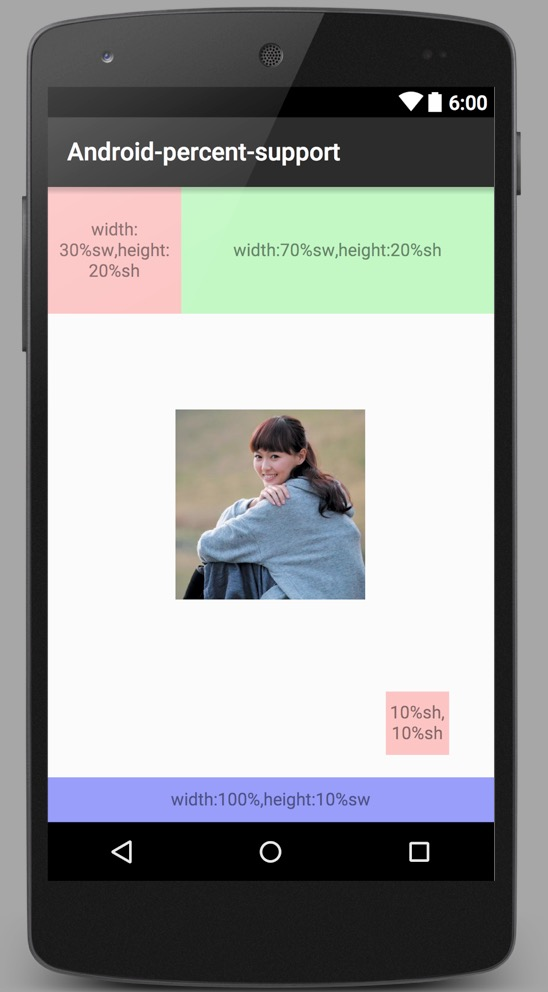 6:00
Android-percent-support
width:
30%sw,height:
20%sh
width:70%sw,height:20%sh
10%sh,
10%sh
width:100%,height:10%sw